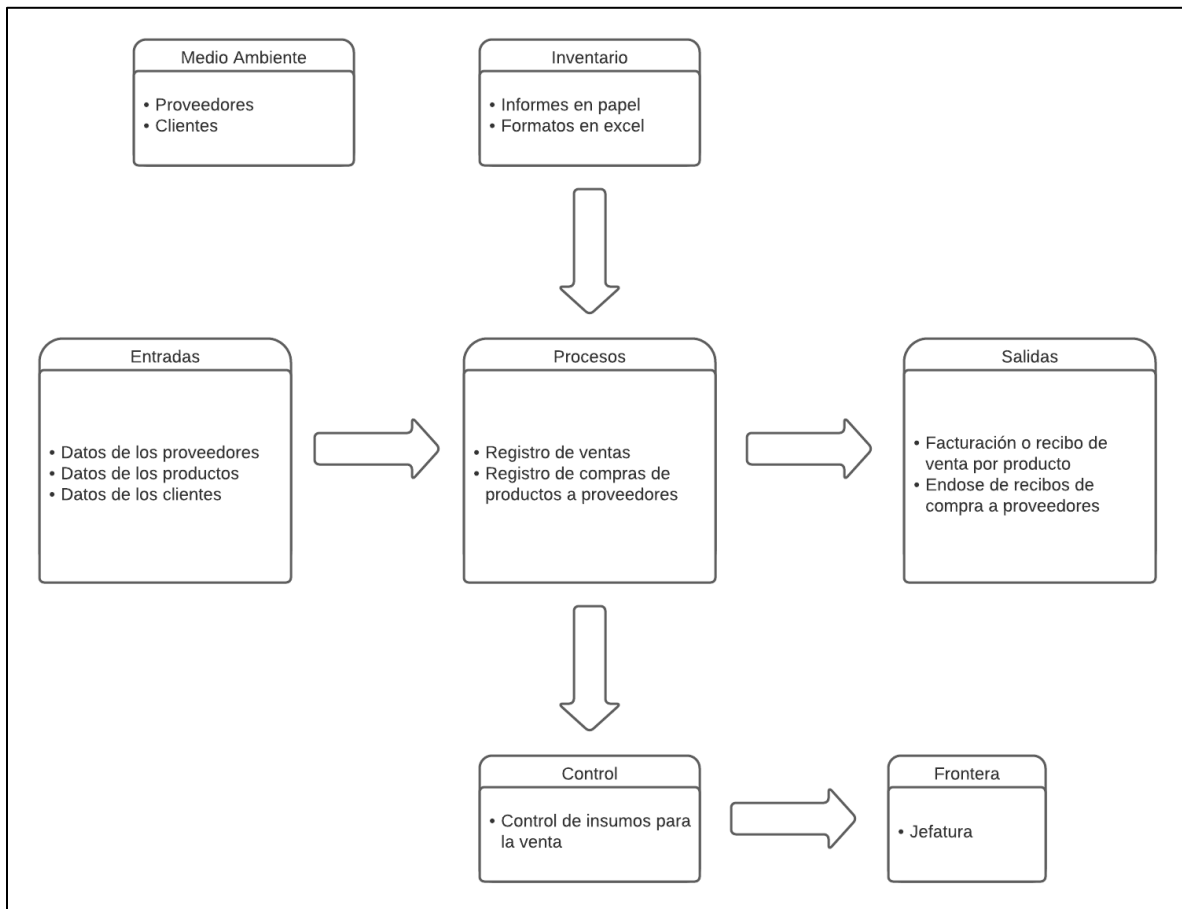 Medio Ambiente
• Proveedores
• Clientes
Inventario
• Informes en papel
• Formatos en excel
Entradas
• Datos de los proveedores
• Datos de los productos
• Datos de los clientes
Procesos
• Registro de ventas
• Registro de compras de
productos a proveedores
Salidas
• Facturación o recibo de
venta por producto
• Endose de recibos de
compra a proveedores
Control
• Control de insumos para
la venta
Frontera
• Jefatura